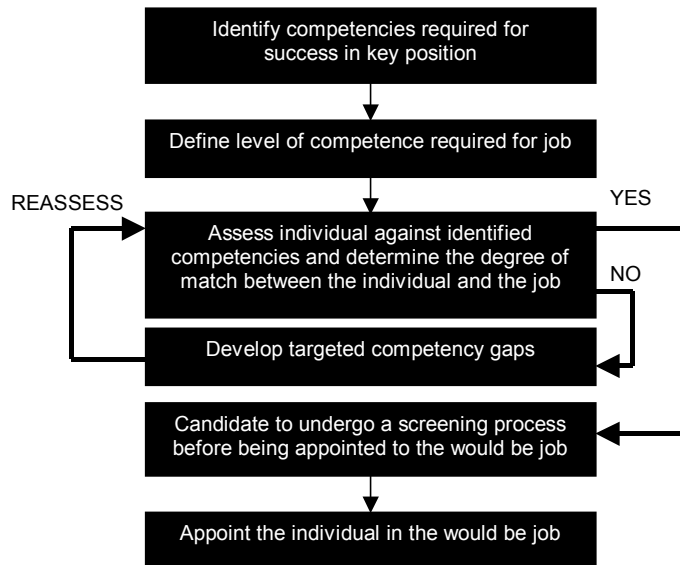 Identify competencies required for
success in key position
Define level of competence required for job
REASSESS
YES
Assess individual against identified
competencies and determine the degree of
match between the individual and the job
NO
Develop targeted competency gaps
Candidate to undergo a screening process
before being appointed to the would be job
Appoint the individual in the would be job